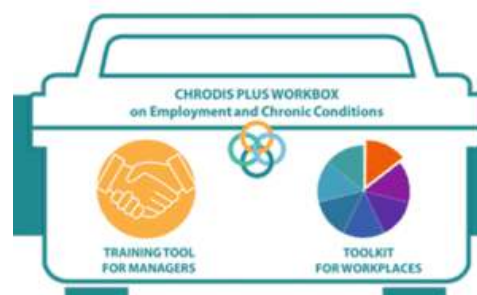 CHRODIS PLUS WORKBOX
on Employment and Chronic Conditions
TRAINING TOOL
FOR MANAGERS
TOOLKIT
FOR WORKPLACES